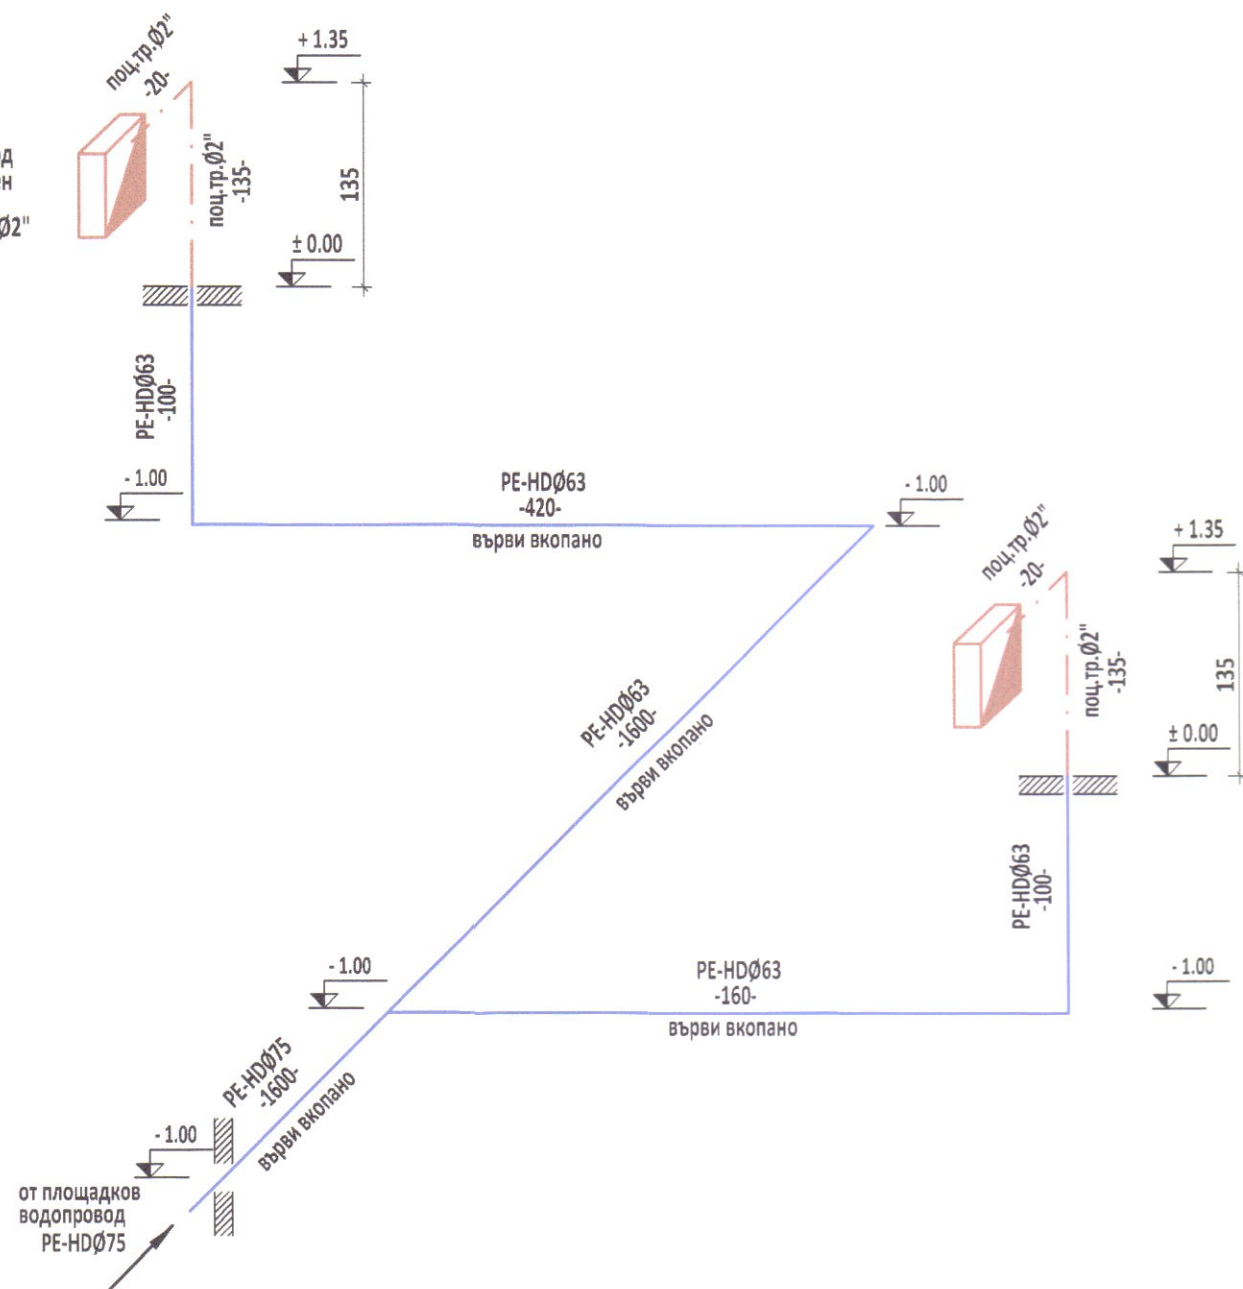 поц.тр.Ø2"
-20-
+ 1.35
поц.тр.Ø2"
-135-
135
Ø2"
± 0.00
PE-HDØ63
-100-
- 1.00
PE-HDØ63
-420-
върви вкопано
- 1.00
поц.тр.Ø2"
-20-
+ 1.35
поц.тр.Ø2"
-135-
135
± 0.00
PE-HDØ63
-1600-
върви вкопано
PE-HDØ63
-100-
- 1.00
PE-HDØ63
-160-
върви вкопано
- 1.00
PE-HDØ75
-1600-
върви вкопано
- 1.00
от площадков
водопровод
PE-HDØ75